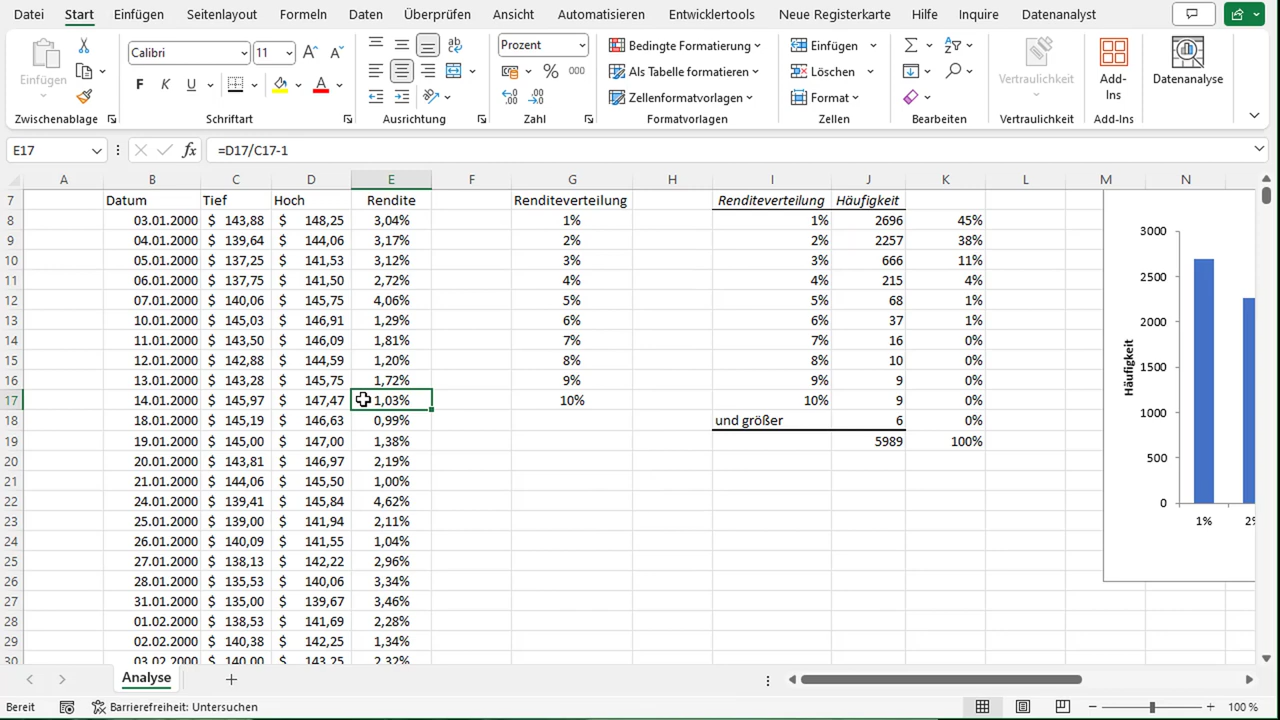 Datei Start Einfügen Seitenlayout Formeln Daten Überprüfen Ansicht Automatisieren Entwicklertools Neue Registerkarte Hilfe Inquire Datenanalyst
Einfügen
Zwischenablage
Calibri 11
F K U
Schriftart
Ausrichtung
Prozent
% 000
Zahl
Bedingte Formatierung
Als Tabelle formatieren
Zellenformatvorlagen
Formatvorlagen
Einfügen
Löschen
Format
Zellen
Bearbeiten
Vertraulichkeit
Vertraulichkeit
Add-Ins
Add-Ins
Datenanalyse
E17 fx =D17/C17-1
A B C D E F G H I J K L M N
7 Datum Tief Hoch Rendite Renditeverteilung Renditeverteilung Häufigkeit
8 03.01.2000 $ 143,88 $ 148,25 3,04% 1% 1% 2696 45%
9 04.01.2000 $ 139,64 $ 144,06 3,17% 2% 2% 2257 38%
10 05.01.2000 $ 137,25 $ 141,53 3,12% 3% 3% 666 11%
11 06.01.2000 $ 137,75 $ 141,50 2,72% 4% 4% 215 4%
12 07.01.2000 $ 140,06 $ 145,75 4,06% 5% 5% 68 1%
13 10.01.2000 $ 145,03 $ 146,91 1,29% 6% 6% 37 1%
14 11.01.2000 $ 143,50 $ 146,09 1,81% 7% 7% 16 0%
15 12.01.2000 $ 142,88 $ 144,59 1,20% 8% 8% 10 0%
16 13.01.2000 $ 143,28 $ 145,75 1,72% 9% 9% 9 0%
17 14.01.2000 $ 145,97 $ 147,47 1,03% 10% 10% 9 0%
18 18.01.2000 $ 145,19 $ 146,63 0,99% und größer 6 0%
19 19.01.2000 $ 145,00 $ 147,00 1,38% 5989 100%
20 20.01.2000 $ 143,81 $ 146,97 2,19%
21 21.01.2000 $ 144,06 $ 145,50 1,00%
22 24.01.2000 $ 139,41 $ 145,84 4,62%
23 25.01.2000 $ 139,00 $ 141,94 2,11%
24 26.01.2000 $ 140,09 $ 141,55 1,04%
25 27.01.2000 $ 138,13 $ 142,22 2,96%
26 28.01.2000 $ 135,53 $ 140,06 3,34%
27 31.01.2000 $ 135,00 $ 139,67 3,46%
28 01.02.2000 $ 138,53 $ 141,69 2,28%
29 02.02.2000 $ 140,38 $ 142,25 1,34%
30 03.02.2000 $ 140,00 $ 143,25 2,32%
Häufigkeit
3000
2500
2000
1500
1000
500
0
1%
Analyse
Bereit Barrierefreiheit: Untersuchen 100 %